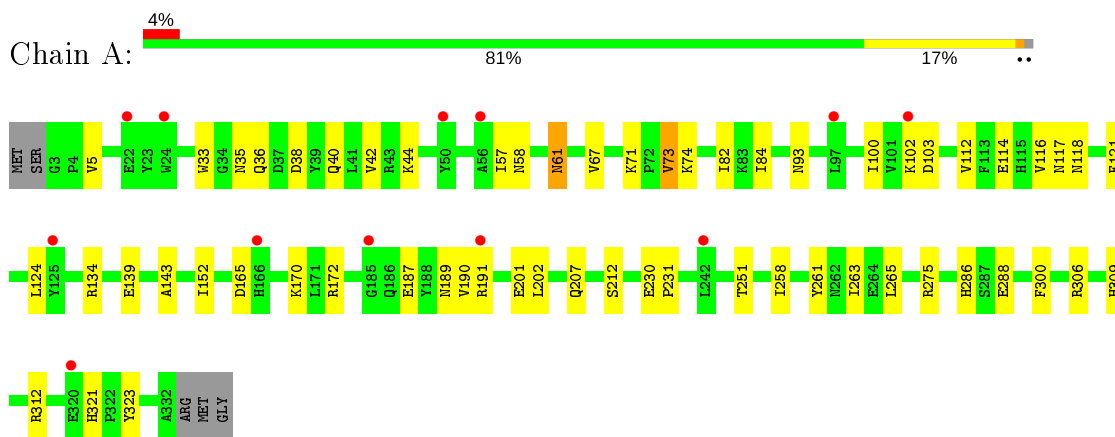 4%
Chain A:
81% 17% ••
MET SER G3 P4 V5 E22 Y23 W24 W33 G34 N35 Q36 D37 D38 Y39 Q40 L41 V42 R43 K44 Y50 A56 I57 N58 N61 V67 K71 P72 V73 K74 I82 K83 I84 N93 L97 I100 V101 K102 D103 V112 F113 E114 H115 V116 N117 N118
L124 Y125 R134 E139 A143 I152 D165 H166 K170 L171 R172 G185 Q186 E187 Y188 N189 V190 R191 E201 L202 Q207 S212 E230 P231 L242 T251 I258 Y261 N262 I263 E264 L265 R275 H286 S287 E288 F300 R306 H309
R312 E320 H321 P322 Y323 A332 ARG MET GLY